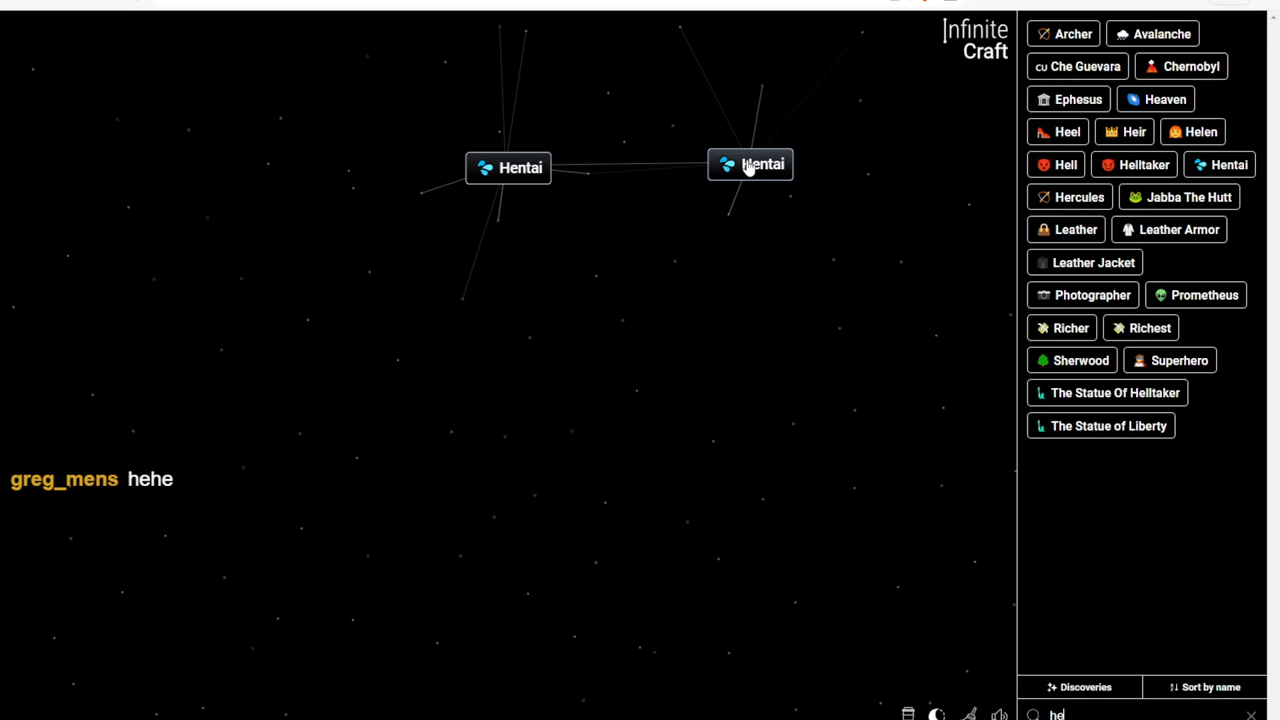 Infinite
Craft
Hentai
Hentai
greg_mens hehe
Archer
Avalanche
CU Che Guevara
Chernobyl
Ephesus
Heaven
Heel
Heir
Helen
Hell
Helltaker
Hentai
Hercules
Jabba The Hutt
Leather
Leather Armor
Leather Jacket
Photographer
Prometheus
Richer
Richest
Sherwood
Superhero
The Statue Of Helltaker
The Statue of Liberty
Discoveries
Sort by name
he